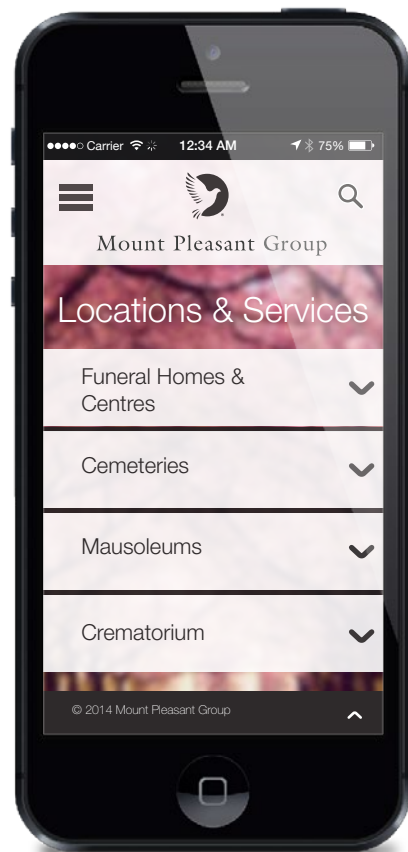 Carrier 12:34 AM 75%
Mount Pleasant Group
Locations & Services
Funeral Homes &
Centres
Cemeteries
Mausoleums
Crematorium
© 2014 Mount Pleasant Group